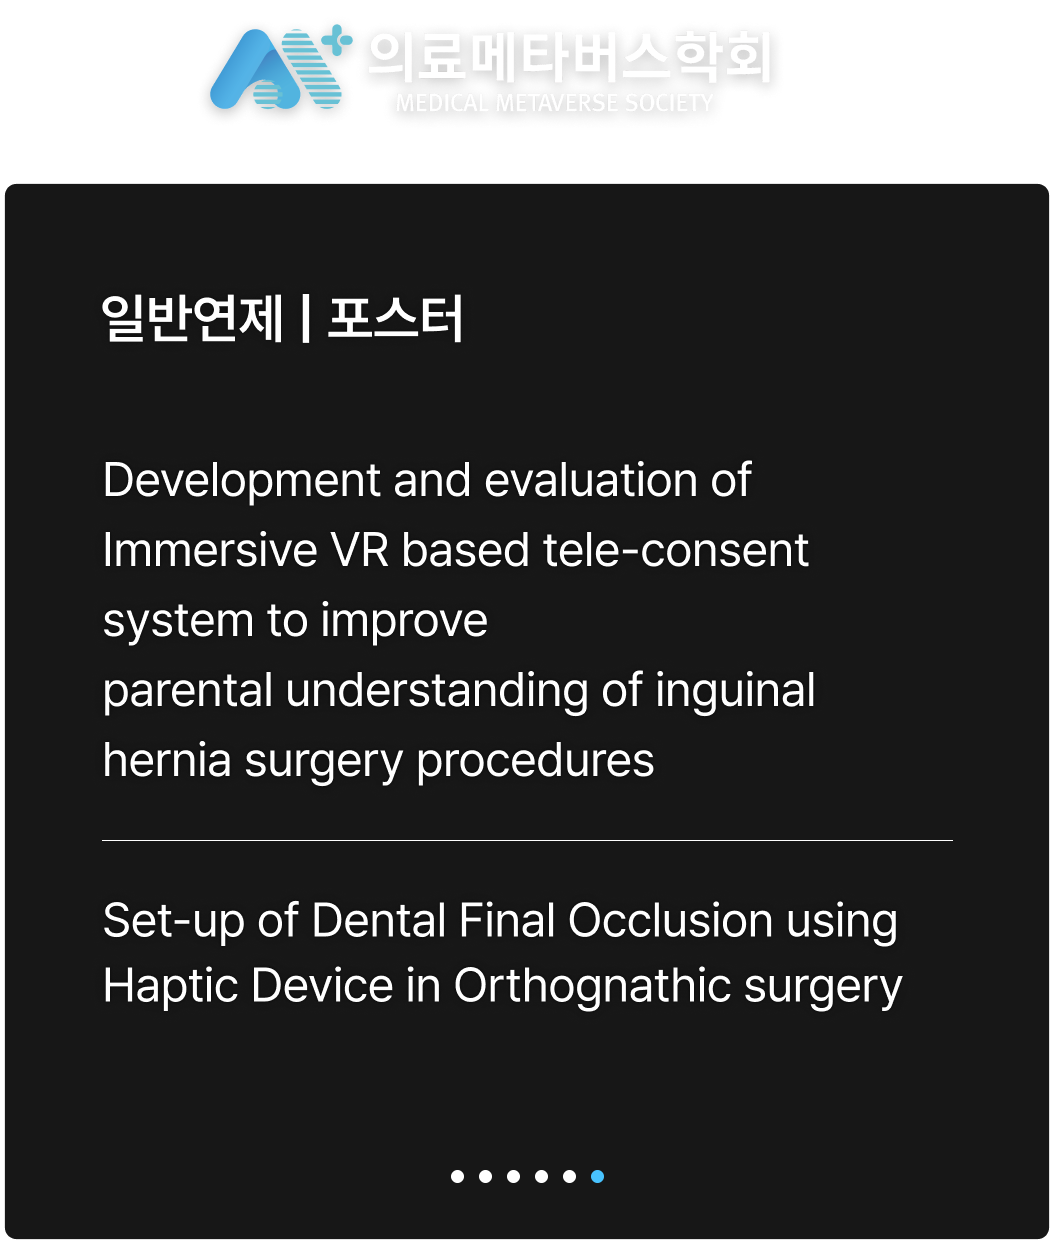 의료메타버스학회
MEDICAL METAVERSE SOCIETY
일반연제 | 포스터
Development and evaluation of
Immersive VR based tele-consent
system to improve
parental understanding of inguinal
hernia surgery procedures
Set-up of Dental Final Occlusion using
Haptic Device in Orthognathic surgery